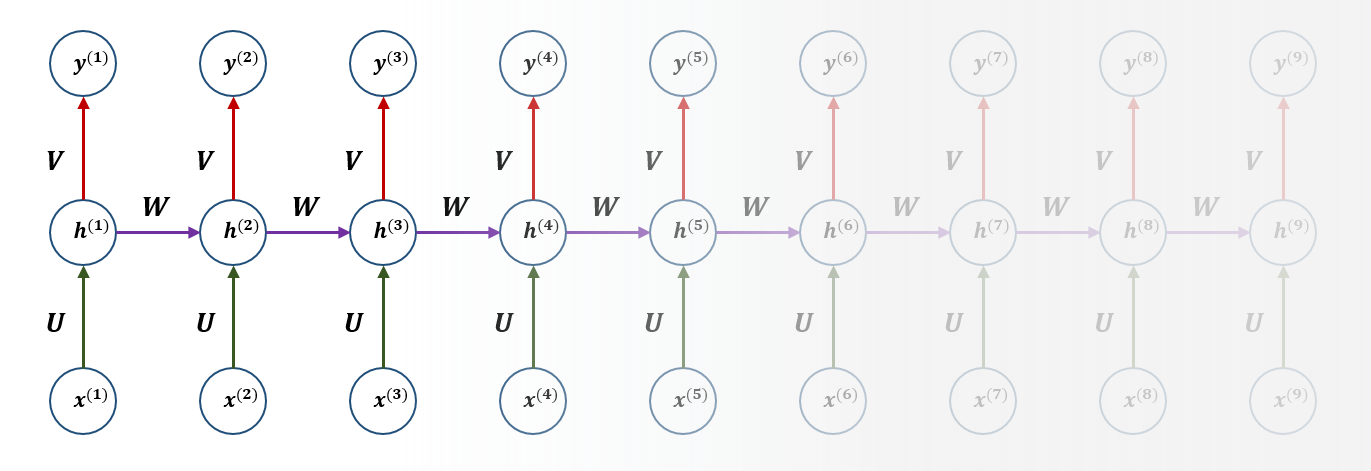 y(1) y(2) y(3) y(4) y(5) y(6) y(7) y(8) y(9)
V V V V V V V V V
W W W W W W W W
h(1) h(2) h(3) h(4) h(5) h(6) h(7) h(8) h(9)
U U U U U U U U U
x(1) x(2) x(3) x(4) x(5) x(6) x(7) x(8) x(9)